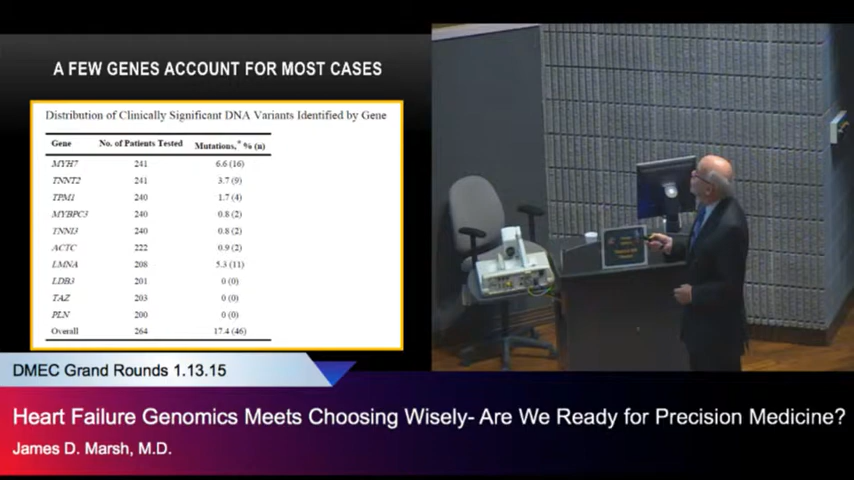 A FEW GENES ACCOUNT FOR MOST CASES
Distribution of Clinically Significant DNA Variants Identified by Gene
Gene No. of Patients Tested Mutations,* % (n)
MYH7 241 6.6 (16)
TNNT2 241 3.7 (9)
TPM1 240 1.7 (4)
MYBPC3 240 0.8 (2)
TNNI3 240 0.8 (2)
ACTC 222 0.9 (2)
LMNA 208 5.3 (11)
LDB3 201 0 (0)
TAZ 203 0 (0)
PLN 200 0 (0)
Overall 264 17.4 (46)
DMEC Grand Rounds 1.13.15
Heart Failure Genomics Meets Choosing Wisely- Are We Ready for Precision Medicine?
James D. Marsh, M.D.